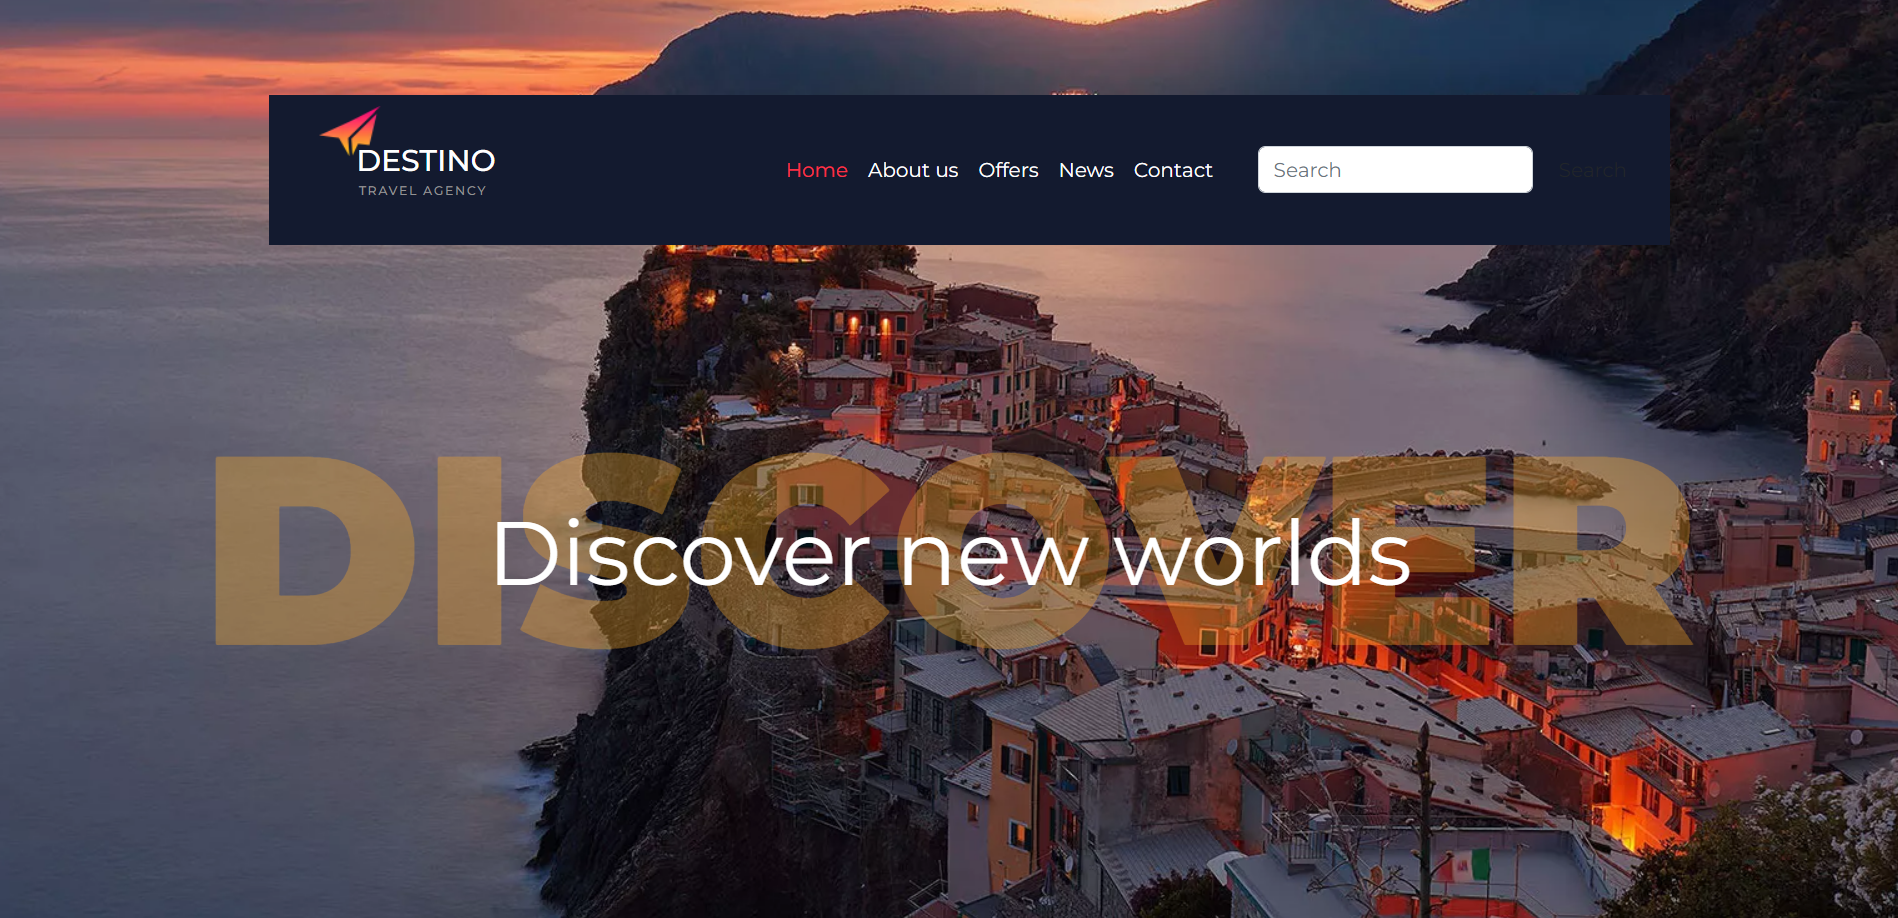 DESTINO
TRAVEL AGENCY
Home About us Offers News Contact Search Search
DISCOVER
Discover new worlds